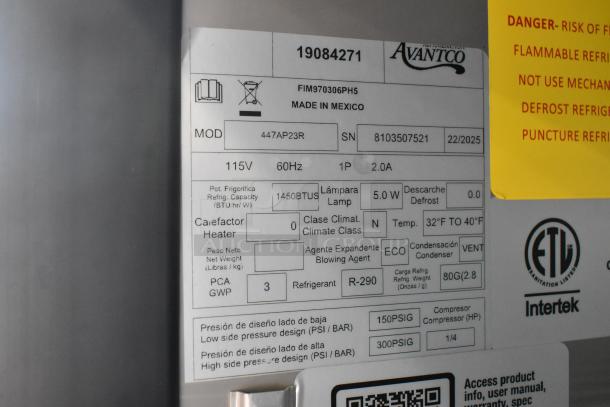 19084271
AVANTCO
FIM970306PH5
MADE IN MEXICO
MOD 447AP23R SN 8103507521 22/2025
115V 60Hz 1P 2.0A
Pot. Frigorifica
Refrig. Capacity
(BTU/hr/ W)
1450BTUS
Lámpara
Lamp
5.0 W
Descarche
Defrost
0.0
Calefactor
Heater
0
Clase Climat.
Climate Class
N
Temp.
32°F TO 40°F
Peso Neto
Net Weight
(Libras / kg)
Agente Expandente
Blowing Agent
ECO
Condensación
Condenser
VENT
PCA
GWP
3
Refrigerant
R-290
Carga Refrig.
Refrig. Weight
(Onzas / g)
80G(2.8
Presión de diseño lado de baja
Low side pressure design (PSI / BAR)
150PSIG
Compresor
Compressor (HP)
Presión de diseño lado de alta
High side pressure design (PSI / BAR)
300PSIG
1/4
DANGER- RISK OF F
FLAMMABLE REFRI
NOT USE MECHAN
DEFROST REFRIGE
PUNCTURE REFRI
ETL
SANITATION LISTED
Intertek
Access product
info, user manual,
warranty, spec